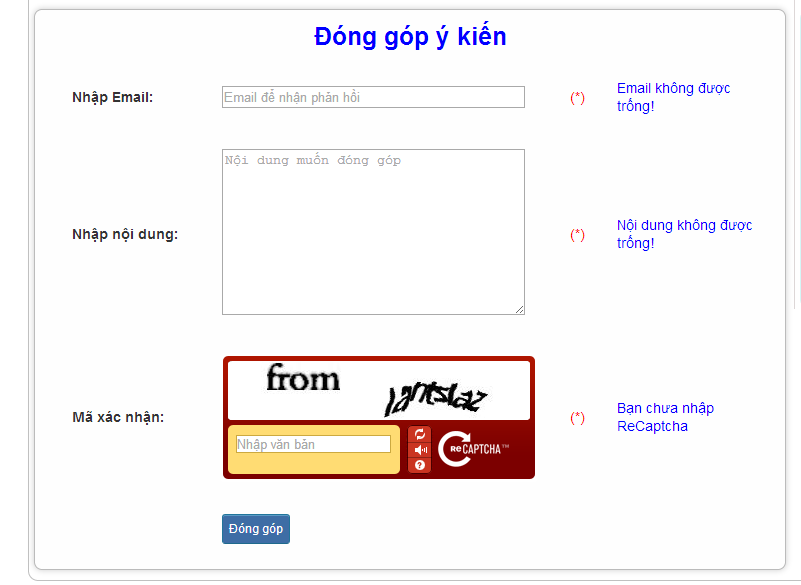 Đóng góp ý kiến
Nhập Email:
Email để nhận phản hồi
(*)
Email không được
trống!
Nhập nội dung:
Nội dung muốn đóng góp
(*)
Nội dung không được
trống!
Mã xác nhận:
from
Nhập văn bản
Re CAPTCHA™
(*)
Bạn chưa nhập
ReCaptcha
Đóng góp